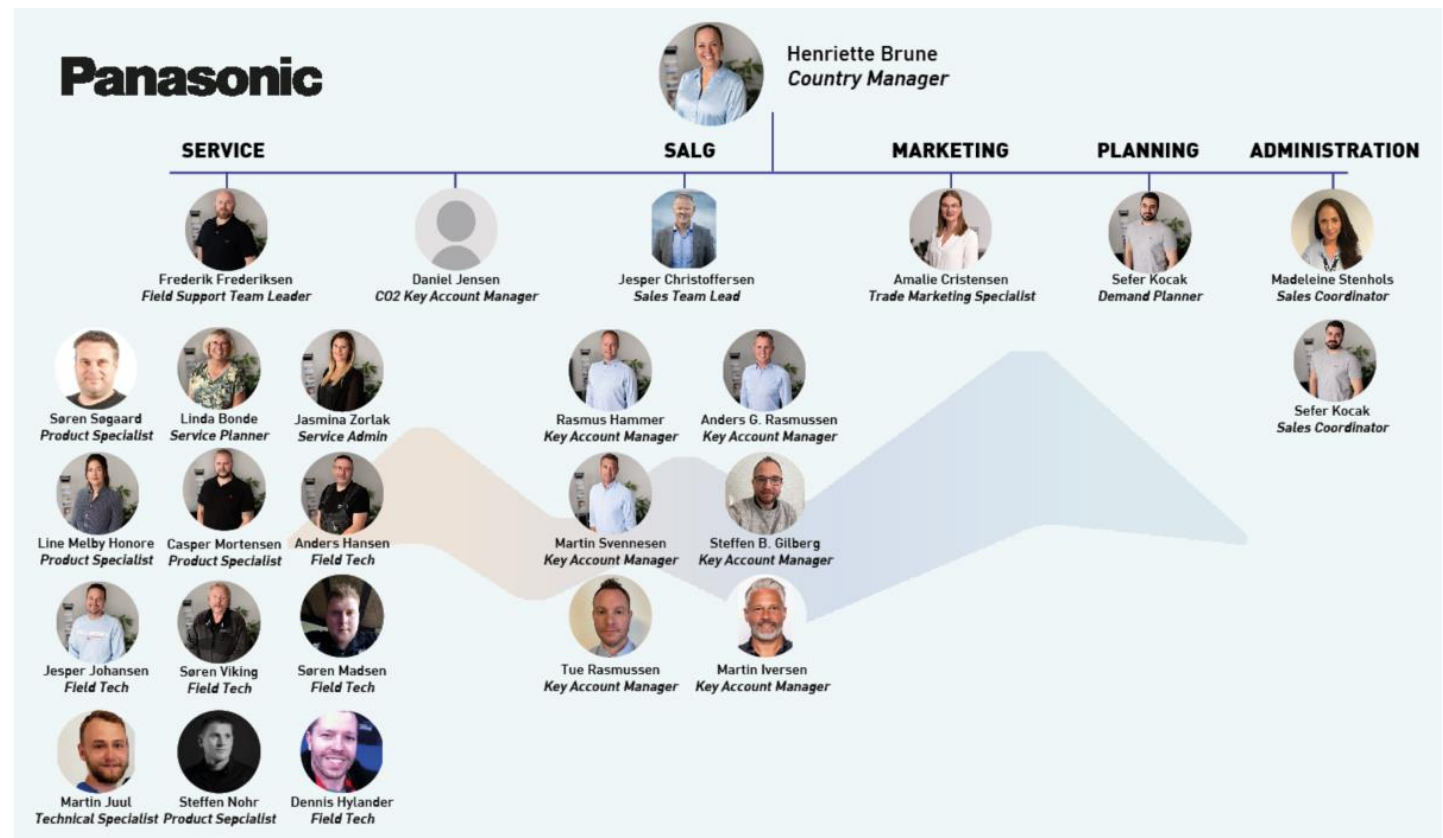 Panasonic
Henriette Brune
Country Manager
SERVICE
SALG
MARKETING
PLANNING
ADMINISTRATION
Frederik Frederiksen
Field Support Team Leader
Daniel Jensen
CO2 Key Account Manager
Jesper Christoffersen
Sales Team Lead
Amalie Cristensen
Trade Marketing Specialist
Sefer Kocak
Demand Planner
Madeleine Stenhols
Sales Coordinator
Søren Søgaard
Product Specialist
Linda Bonde
Service Planner
Jasmina Zorlak
Service Admin
Rasmus Hammer
Key Account Manager
Anders G. Rasmussen
Key Account Manager
Sefer Kocak
Sales Coordinator
Line Melby Honore
Product Specialist
Casper Mortensen
Product Specialist
Anders Hansen
Field Tech
Martin Svennesen
Key Account Manager
Steffen B. Gilberg
Key Account Manager
Jesper Johansen
Field Tech
Søren Viking
Field Tech
Søren Madsen
Field Tech
Tue Rasmussen
Key Account Manager
Martin Iversen
Key Account Manager
Martin Juul
Technical Specialist
Steffen Nohr
Product Sepcialist
Dennis Hylander
Field Tech